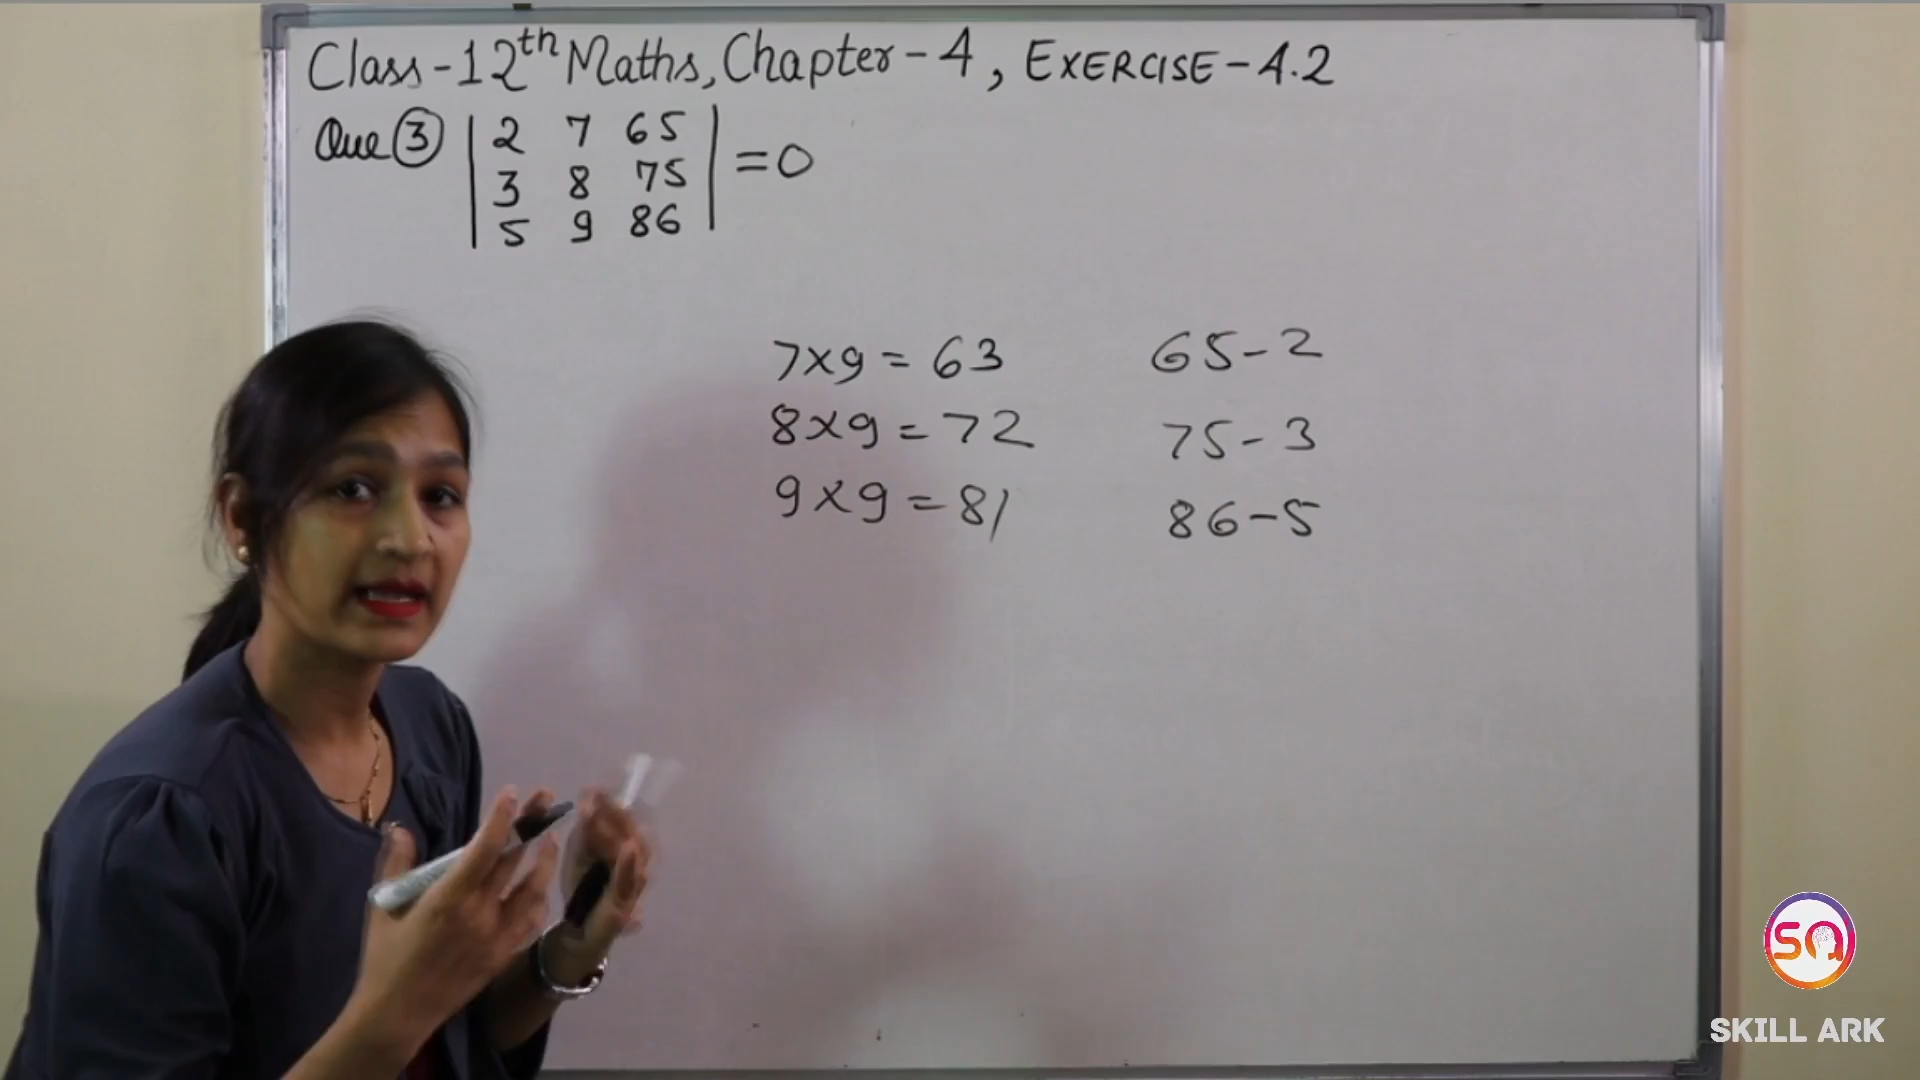 Class-12th Maths, Chapter-4, EXERCISE-4.2
Que ③ | 2 7 65 |
| 3 8 75 | = 0
| 5 9 86 |
7×9 = 63 65-2
8×9 = 72 75-3
9×9 = 81 86-5
SA
SKILL ARK